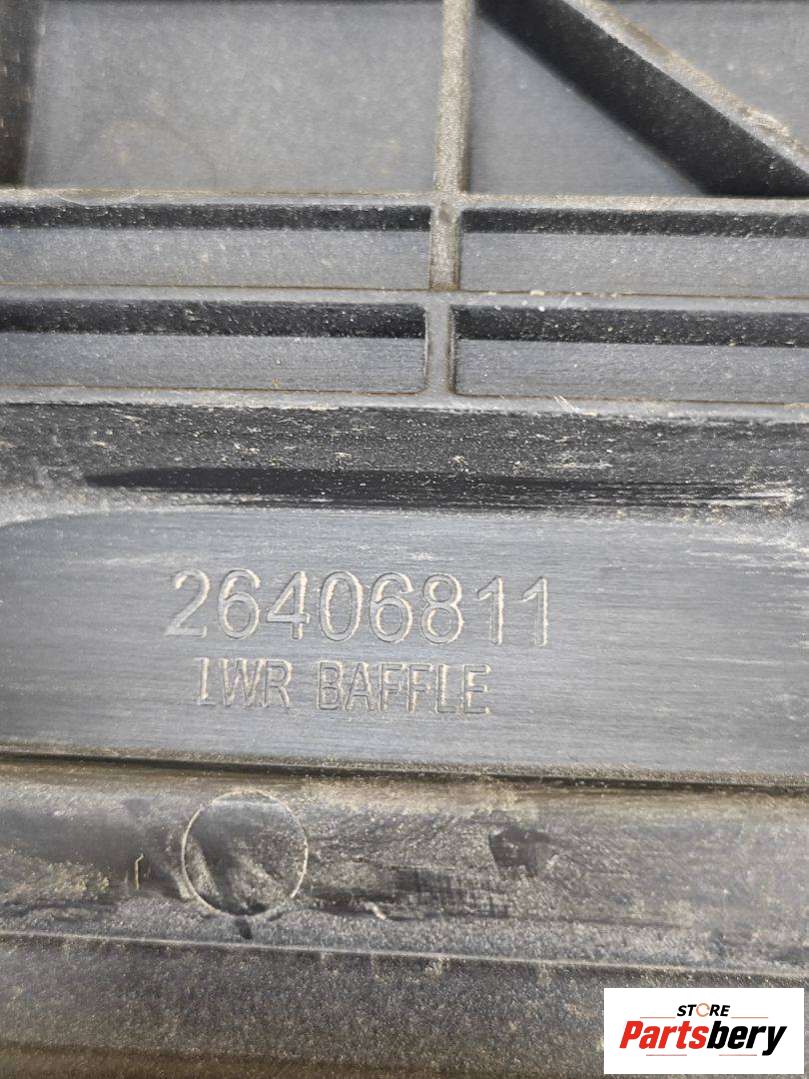 26406811
LWR BAFFLE
STORE
Partsbery